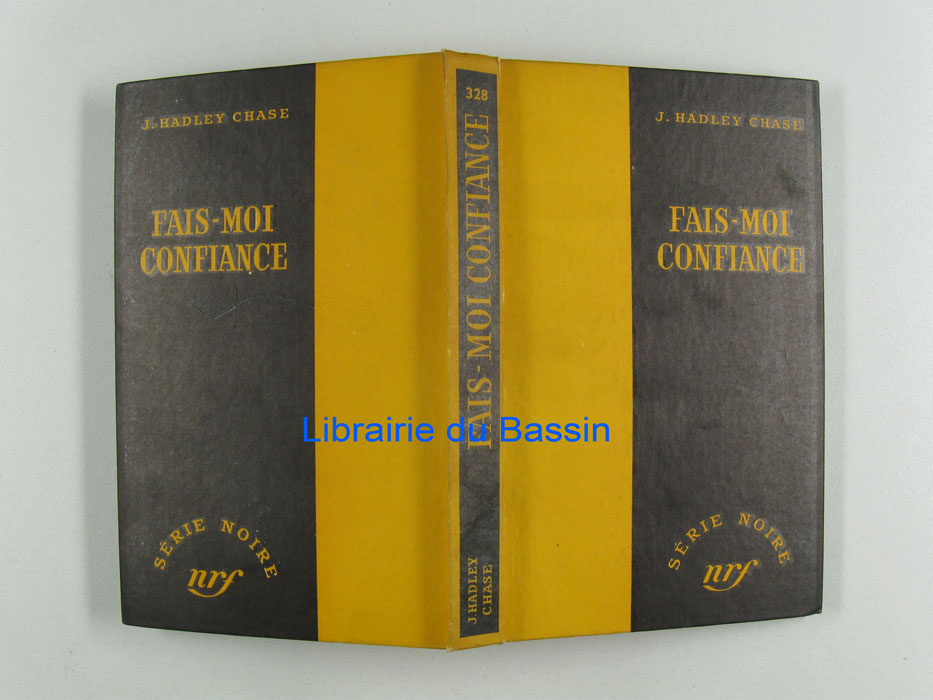 J. HADLEY CHASE
FAIS-MOI
CONFIANCE
SÉRIE NOIRE
nrf
328
FAIS-MOI CONFIANCE
J. HADLEY
CHASE
J. HADLEY CHASE
FAIS-MOI
CONFIANCE
SÉRIE NOIRE
nrf
Librairie du Bassin